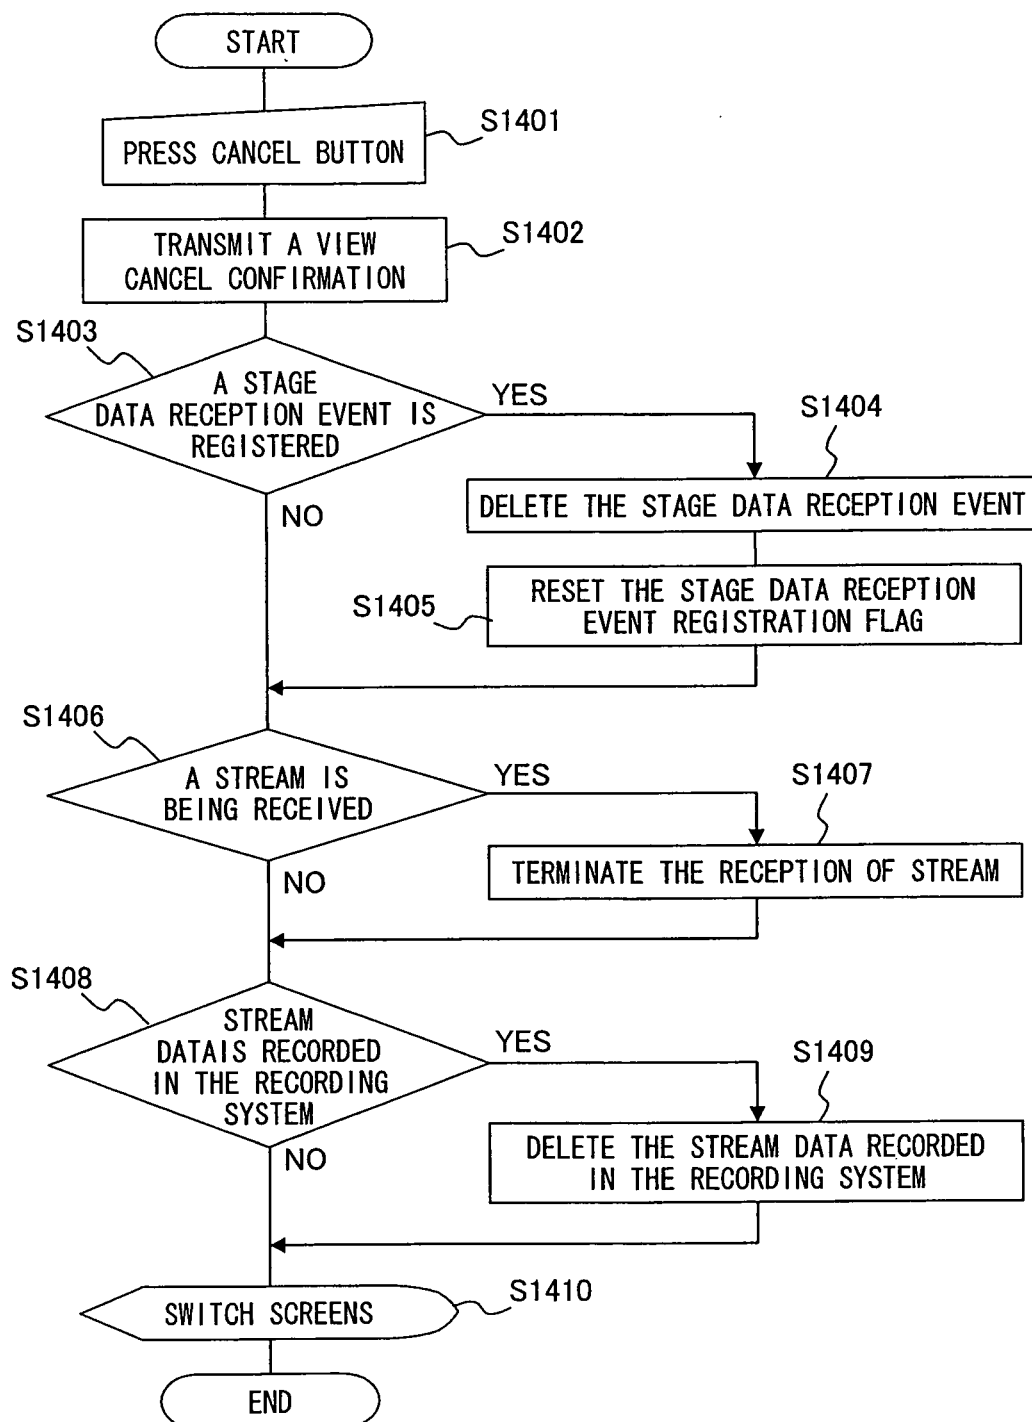 START
S1401
PRESS CANCEL BUTTON
S1402
TRANSMIT A VIEW
CANCEL CONFIRMATION
S1403
A STAGE
DATA RECEPTION EVENT IS
REGISTERED
YES
NO
S1404
DELETE THE STAGE DATA RECEPTION EVENT
S1405
RESET THE STAGE DATA RECEPTION
EVENT REGISTRATION FLAG
S1406
A STREAM IS
BEING RECEIVED
YES
NO
S1407
TERMINATE THE RECEPTION OF STREAM
S1408
STREAM
DATAIS RECORDED
IN THE RECORDING
SYSTEM
YES
NO
S1409
DELETE THE STREAM DATA RECORDED
IN THE RECORDING SYSTEM
S1410
SWITCH SCREENS
END